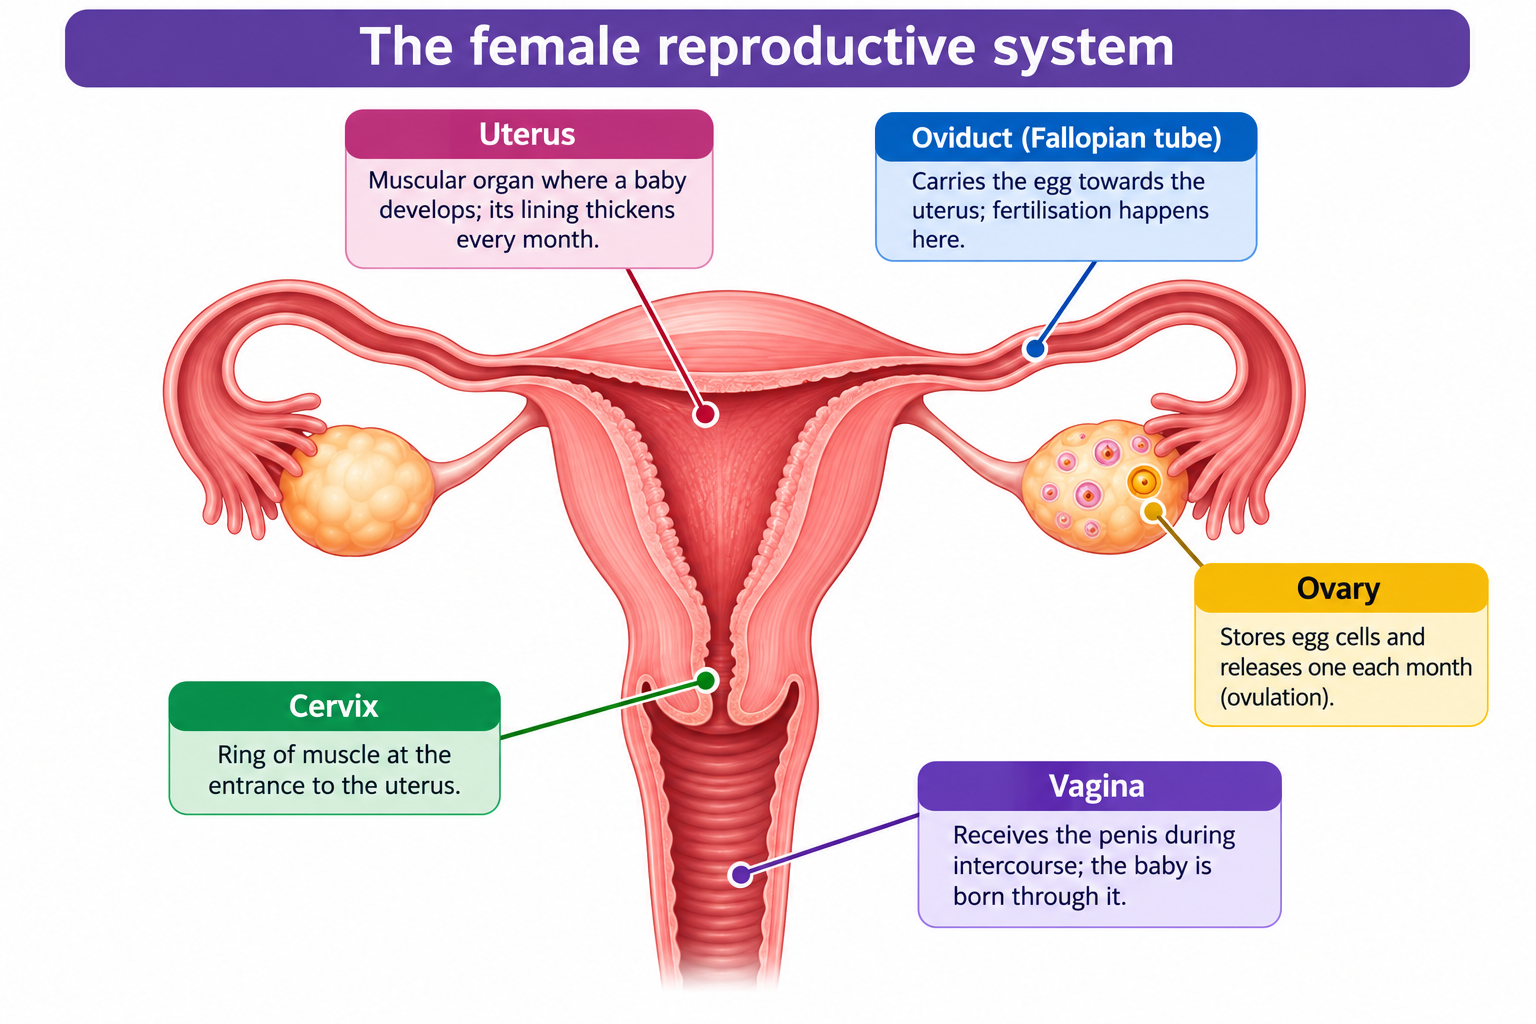 The female reproductive system
Uterus
Muscular organ where a baby
develops; its lining thickens
every month.
Oviduct (Fallopian tube)
Carries the egg towards the
uterus; fertilisation happens
here.
Ovary
Stores egg cells and
releases one each month
(ovulation).
Cervix
Ring of muscle at the
entrance to the uterus.
Vagina
Receives the penis during
intercourse; the baby is
born through it.